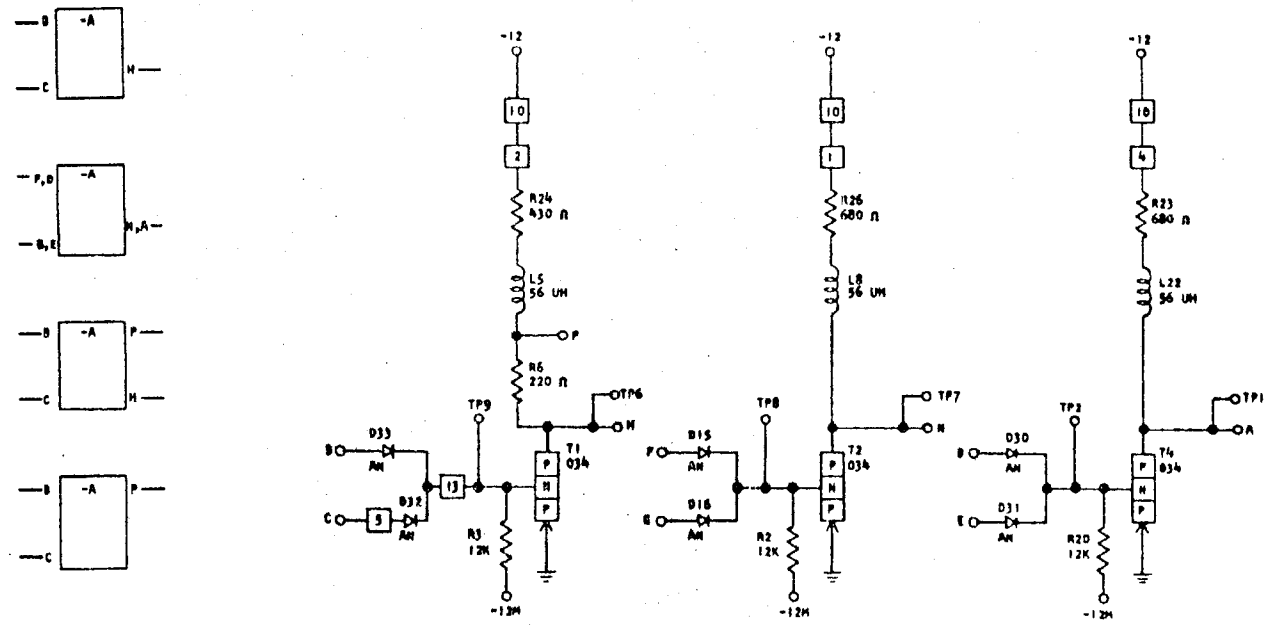 B -A
H
C
F,D -A
N,A
B,E
B -A P
C H
B -A P
C
-12
10
2
R24
430 Ω
L5
56 UH
P
R6
220 Ω
TP6
H
TP9
D33
B
AN
13
T1
034
P
N
P
C
5
D32
AN
R3
12K
-12M
-12
10
1
R26
680 Ω
L8
56 UH
TP7
N
TP8
D15
F
AN
T2
034
P
N
P
D16
AN
R2
12K
-12M
-12
10
4
R23
680 Ω
L22
56 UH
TP1
A
TP2
D30
AN
T4
034
P
N
P
D31
E
AN
R20
12K
-12M